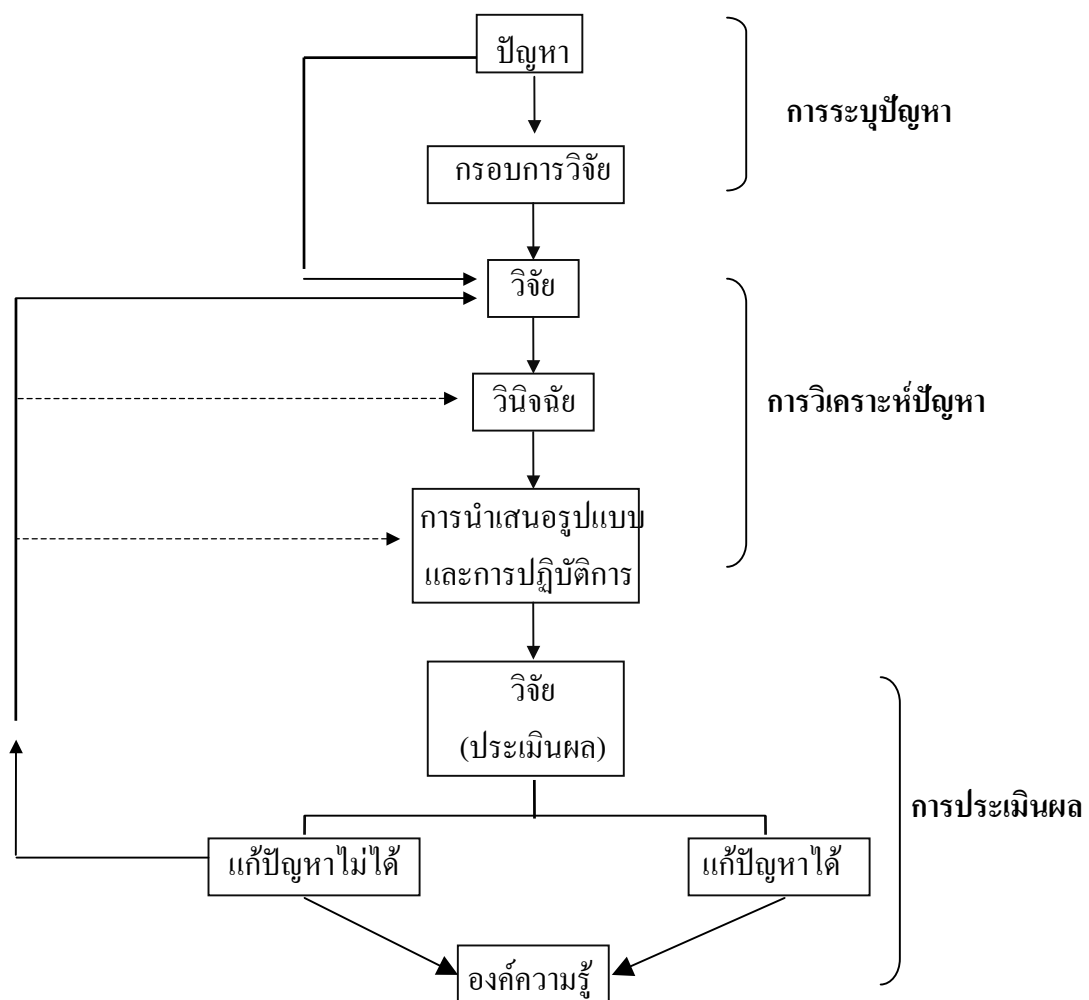 ปัญหา
การระบุปัญหา
กรอบการวิจัย
วิจัย
วินิจฉัย
การวิเคราะห์ปัญหา
การนำเสนอรูปแบบ
และการปฏิบัติการ
วิจัย
(ประเมินผล)
การประเมินผล
แก้ปัญหาไม่ได้
แก้ปัญหาได้
องค์ความรู้